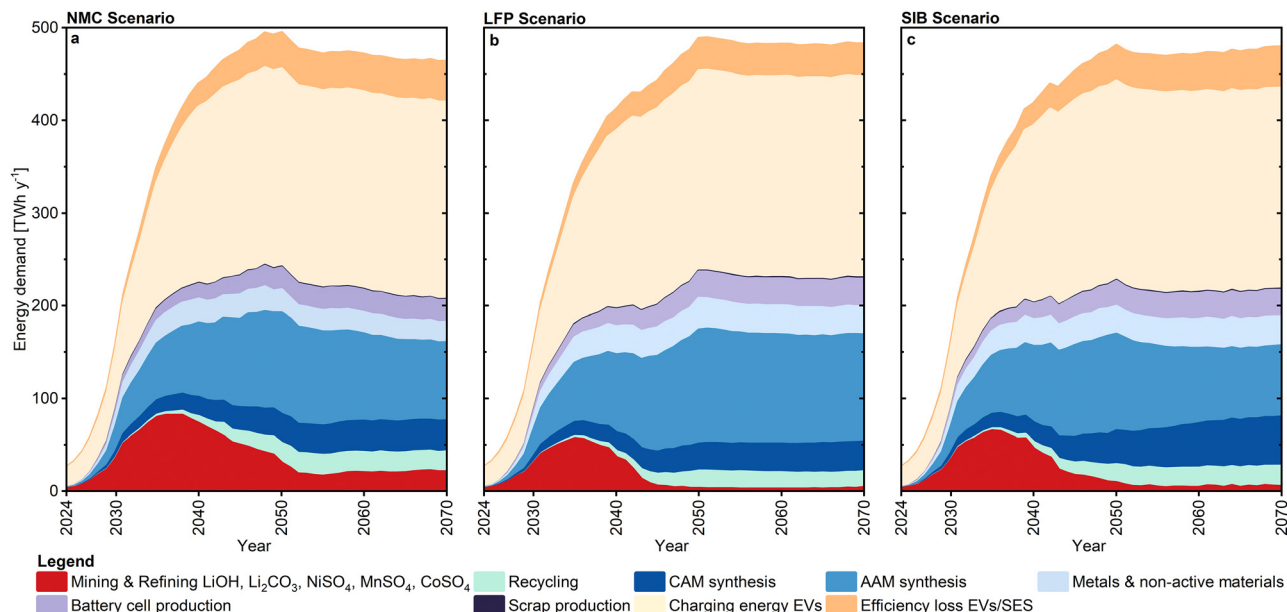 NMC Scenario
LFP Scenario
SIB Scenario
a
b
c
Energy demand [TWh y⁻¹]
500
400
300
200
100
0
2024
2030
2040
2050
2060
2070
2024
2030
2040
2050
2060
2070
2024
2030
2040
2050
2060
2070
Year
Year
Year
Legend
Mining & Refining LiOH, Li₂CO₃, NiSO₄, MnSO₄, CoSO₄
Recycling
CAM synthesis
AAM synthesis
Metals & non-active materials
Battery cell production
Scrap production
Charging energy EVs
Efficiency loss EVs/SES